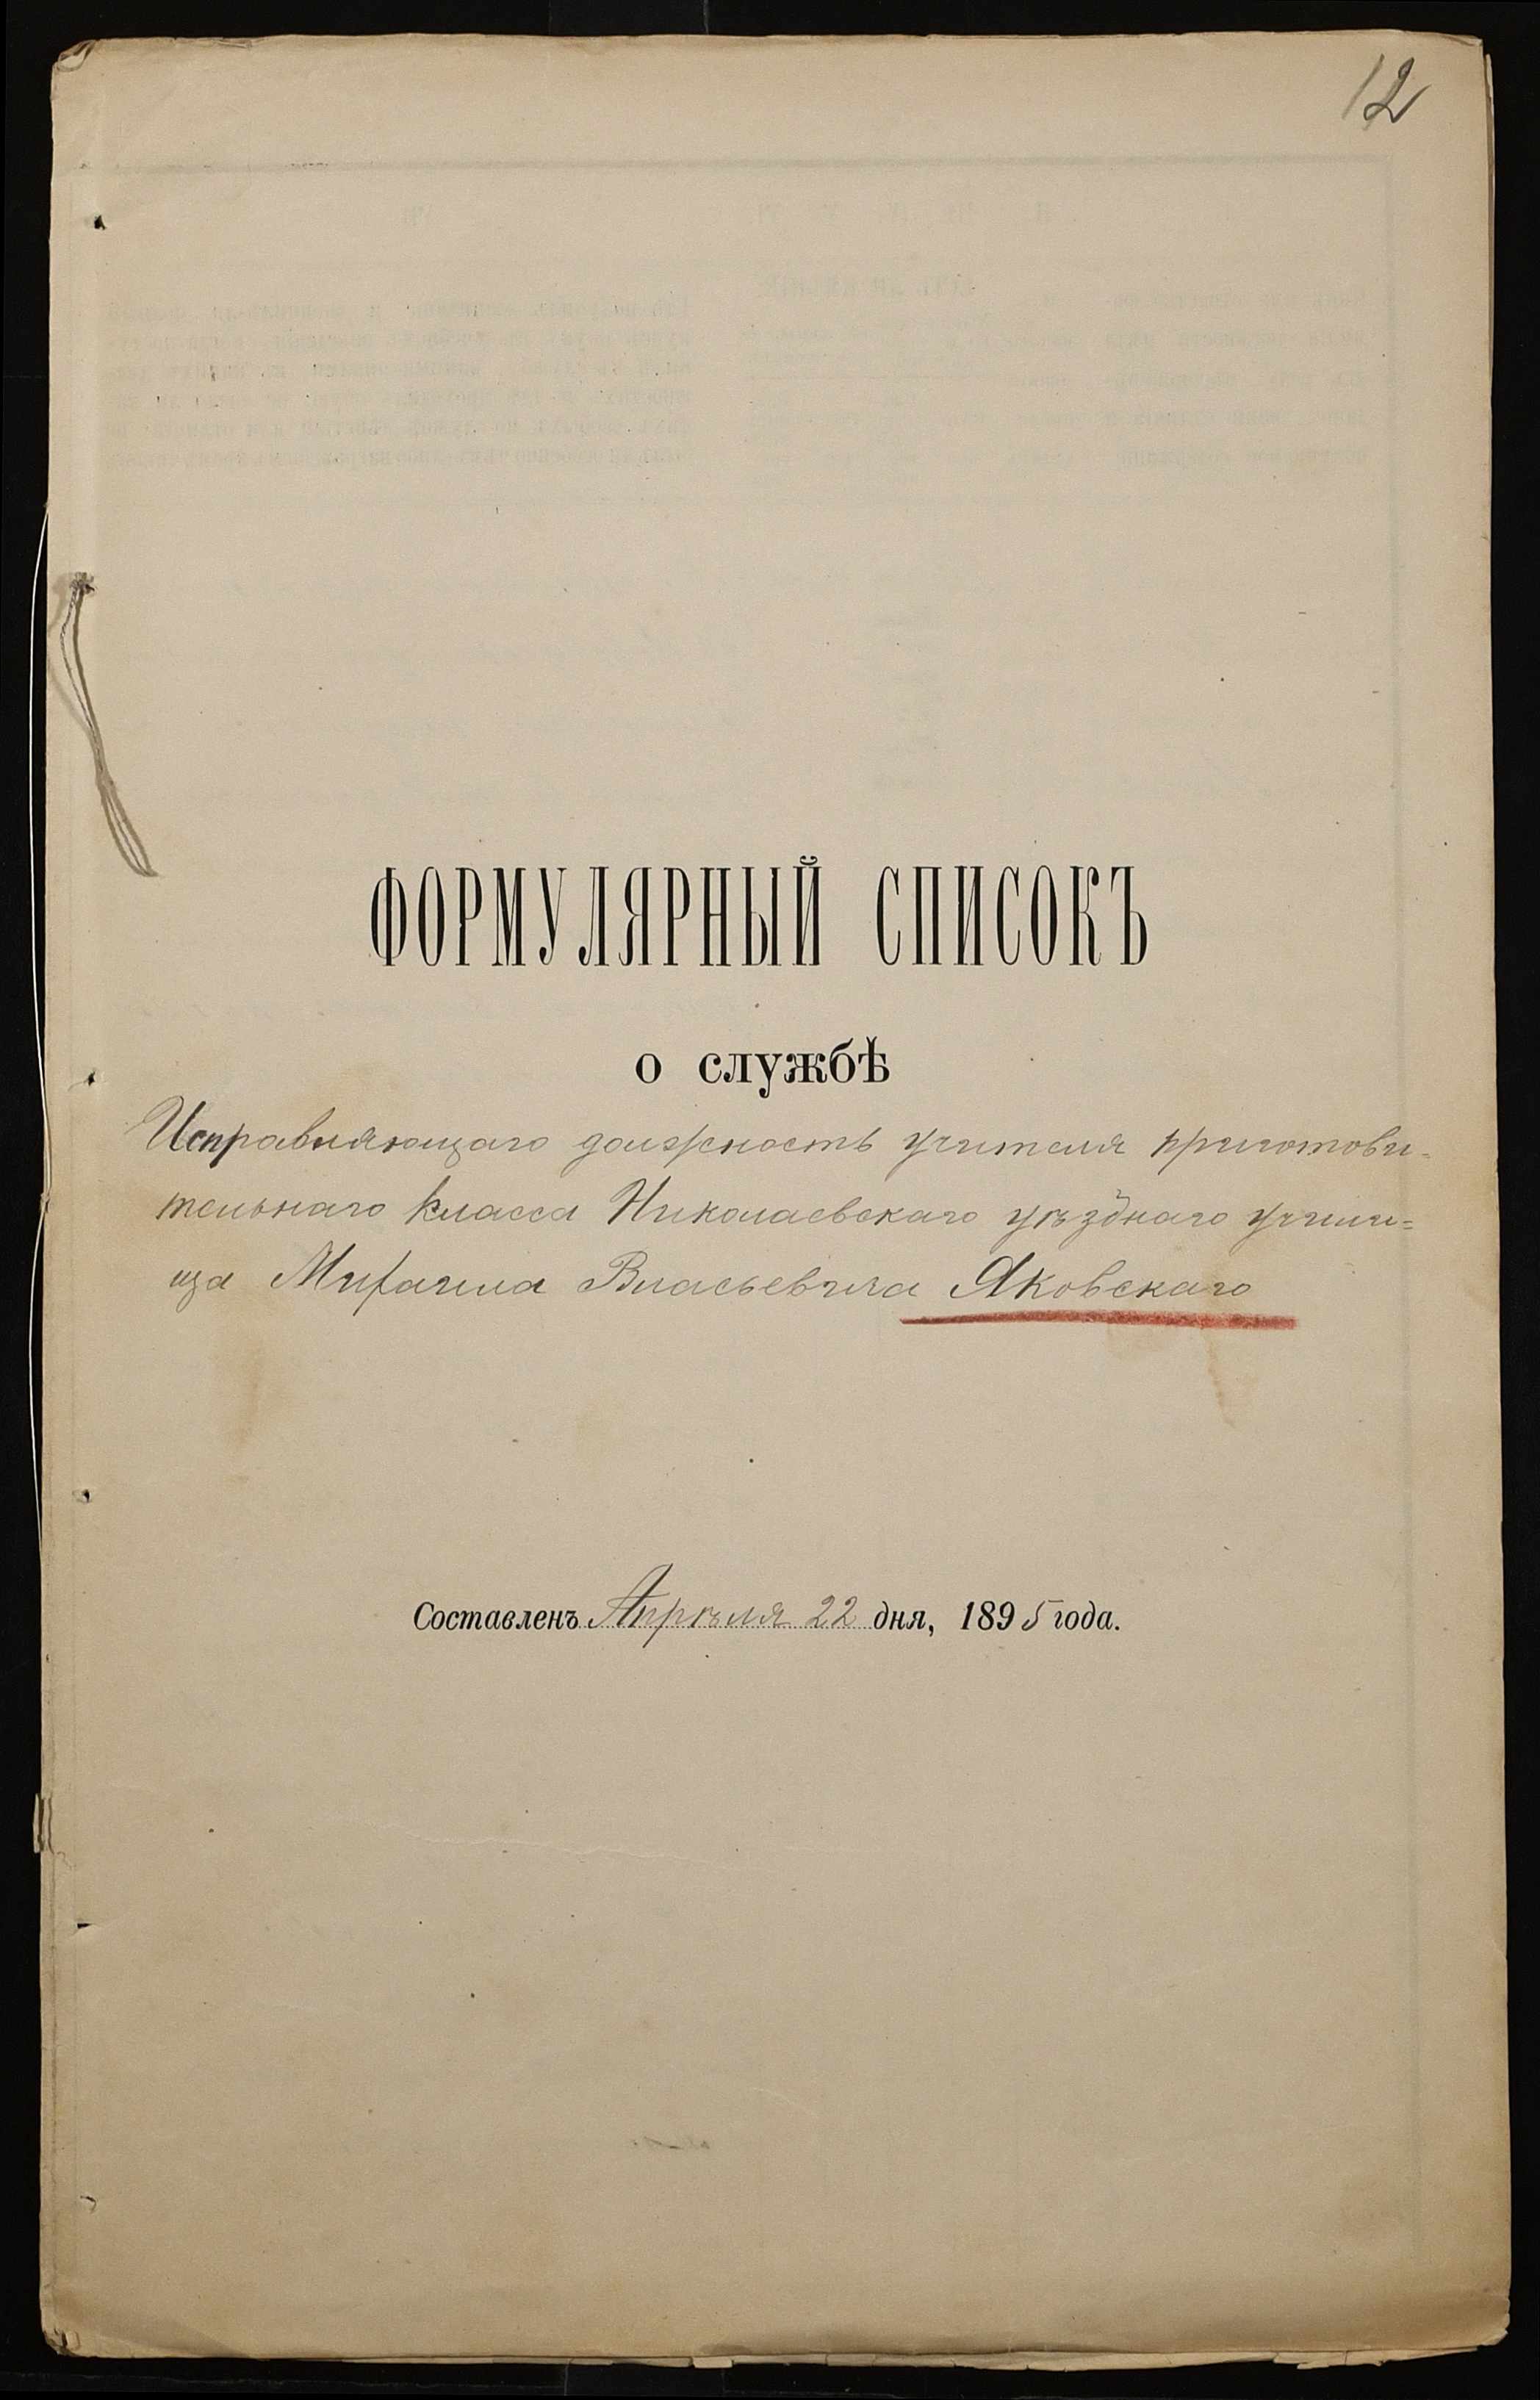 12
ФОРМУЛЯРНЫЙ СПИСОКЪ
о службѣ
Исправляющаго должность учителя приготови-
тельнаго класса Николаевскаго уѣзднаго учили=
ща Михаила Власьевича Яковскаго
Составленъ Апрѣля 22 дня, 1895 года.